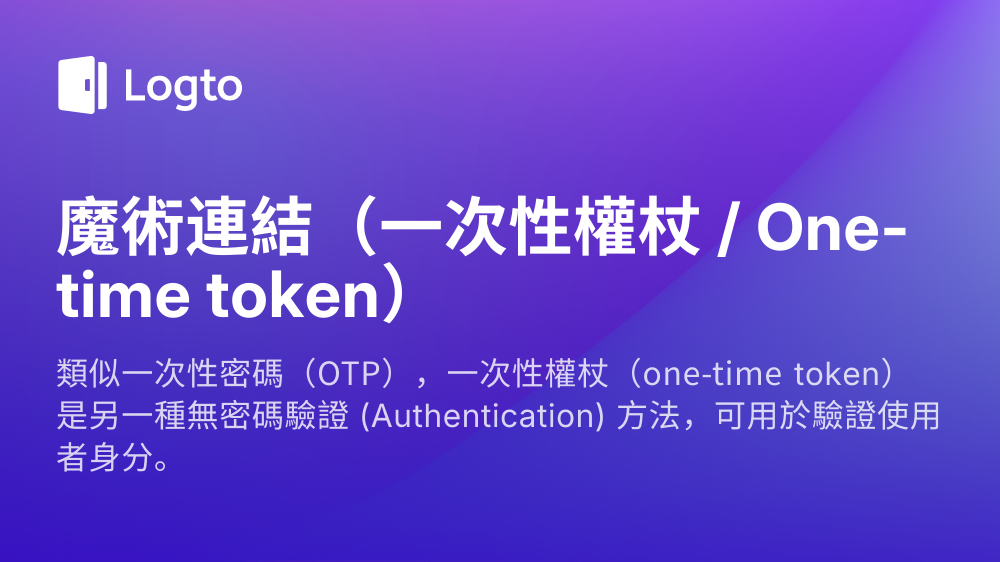 Logto
魔術連結（一次性權杖 / One-
time token）
類似一次性密碼（OTP），一次性權杖（one-time token）
是另一種無密碼驗證 (Authentication) 方法，可用於驗證使用
者身分。